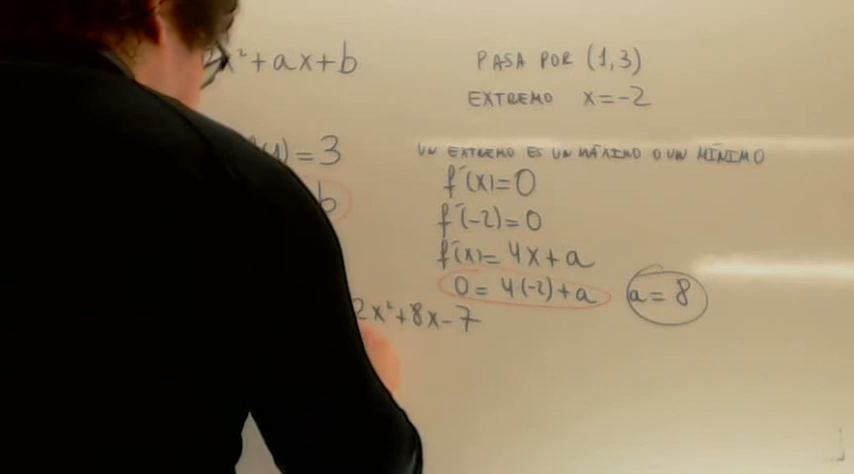 x²+ax+b
PASA POR (1,3)
EXTREMO x=-2
)=3
b
UN EXTREMO ES UN MÁXIMO O UN MÍNIMO
f´(x)=0
f´(-2)=0
f´(x)=4x+a
0=4(-2)+a
a=8
2x²+8x-7